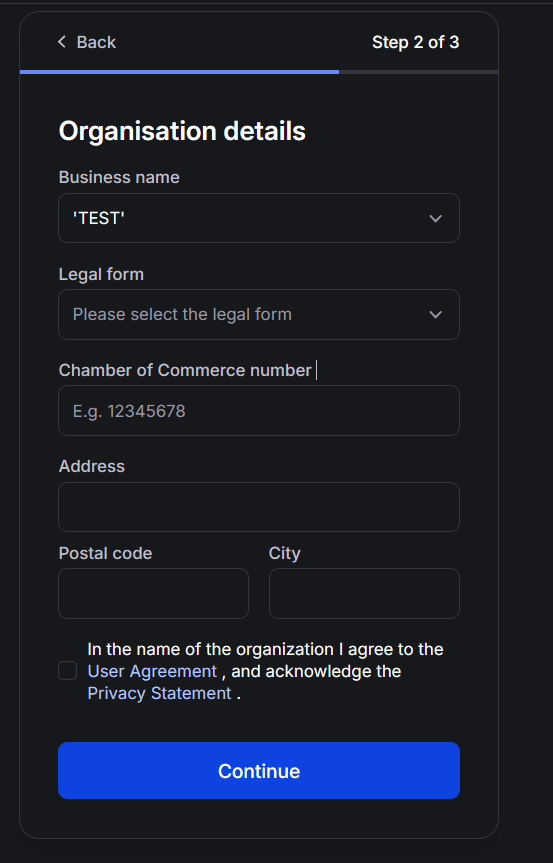 Back
Step 2 of 3
Organisation details
Business name
'TEST'
Legal form
Please select the legal form
Chamber of Commerce number
E.g. 12345678
Address
Postal code
City
In the name of the organization I agree to the
User Agreement , and acknowledge the
Privacy Statement .
Continue